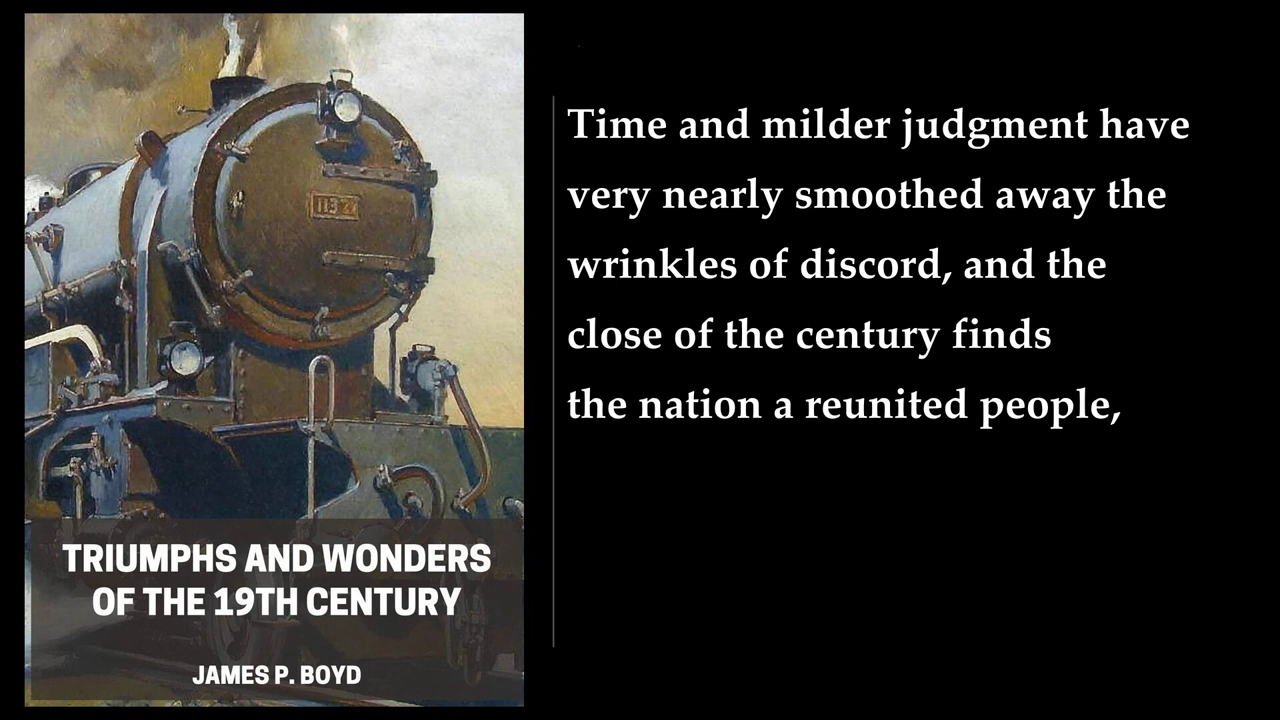 Time and milder judgment have
very nearly smoothed away the
wrinkles of discord, and the
close of the century finds
the nation a reunited people,
TRIUMPHS AND WONDERS
OF THE 19TH CENTURY
JAMES P. BOYD